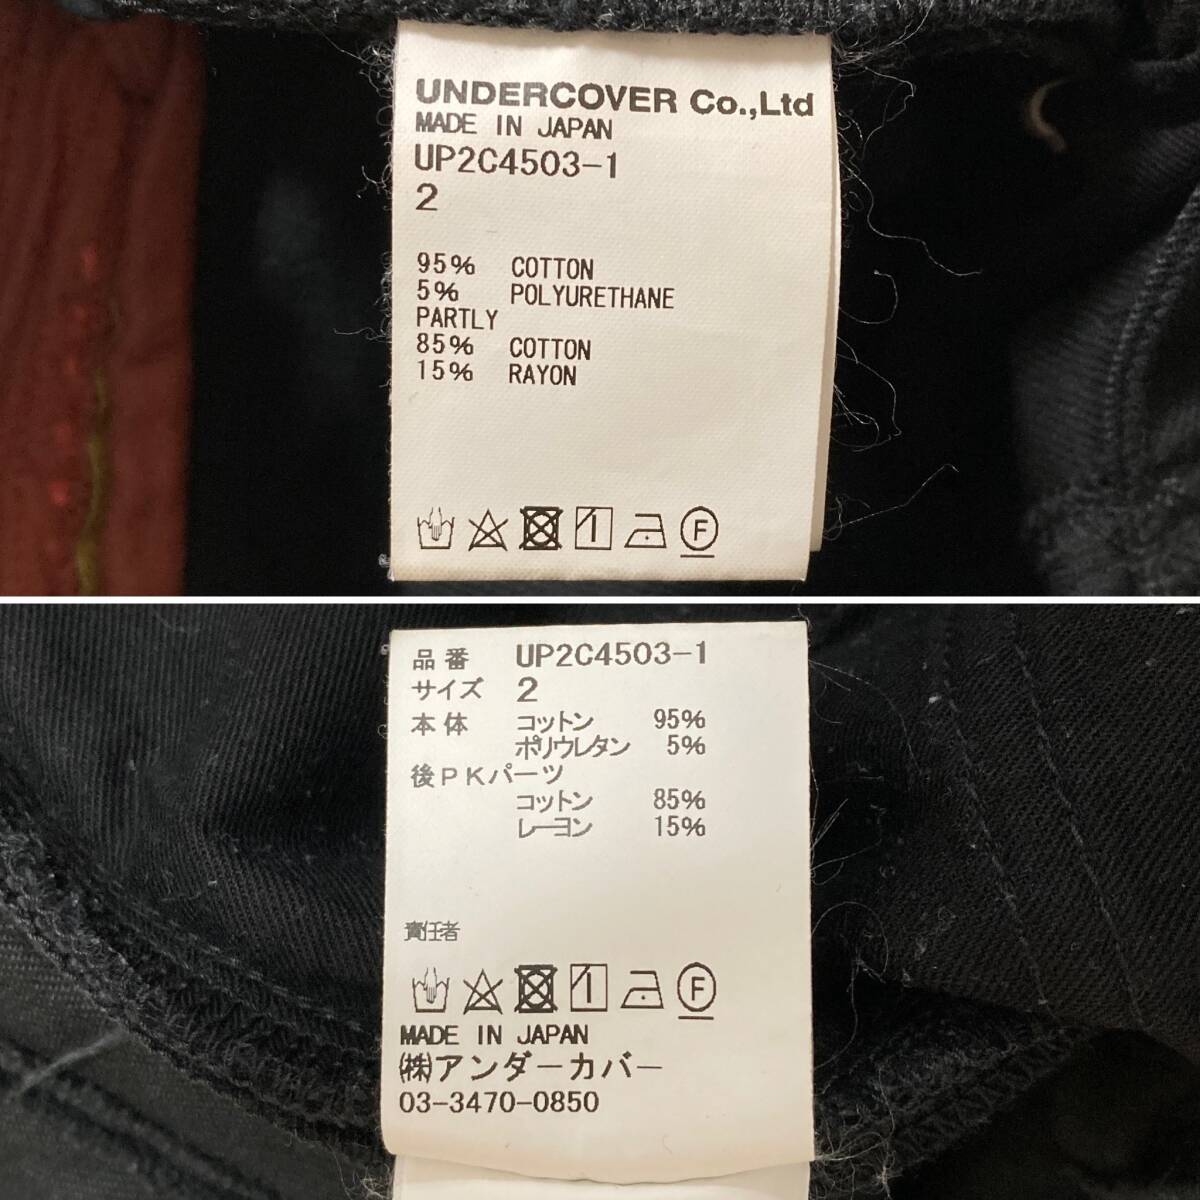 UNDERCOVER Co.,Ltd
MADE IN JAPAN
UP2C4503-1
2
95% COTTON
5% POLYURETHANE
PARTLY
85% COTTON
15% RAYON
F
品番 UP2C4503-1
サイズ 2
本体 コットン 95%
ポリウレタン 5%
後PKパーツ
コットン 85%
レーヨン 15%
責任者
F
MADE IN JAPAN
㈱アンダーカバー
03-3470-0850